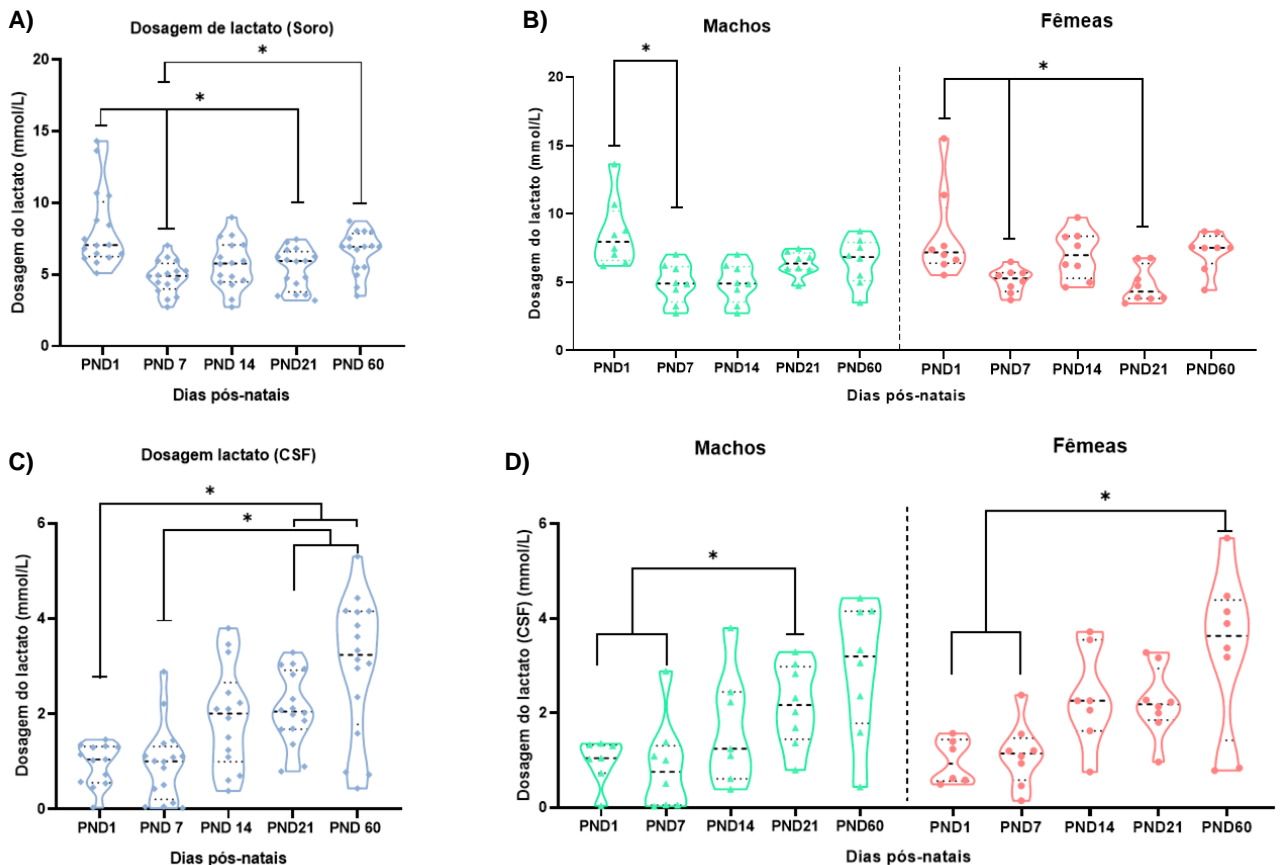 A)
Dosagem de lactato (Soro)
*
*
Dosagem do lactato (mmol/L)
20
15
10
5
0
PND1 PND 7 PND 14 PND21 PND 60
Dias pós-natais
B)
Machos Fêmeas
*
*
Dosagem do lactato (mmol/L)
20
15
10
5
0
PND1 PND7 PND14 PND21 PND60 PND1 PND7 PND14 PND21 PND60
Dias pós-natais
C)
Dosagem lactato (CSF)
*
*
Dosagem do lactato (mmol/L)
6
4
2
0
PND1 PND 7 PND 14 PND21 PND 60
Dias pós-natais
D)
Machos Fêmeas
*
*
Dosagem do lactato (CSF) (mmol/L)
6
4
2
0
PND1 PND7 PND14 PND21 PND60 PND1 PND7 PND14 PND21 PND60
Dias pós-natais